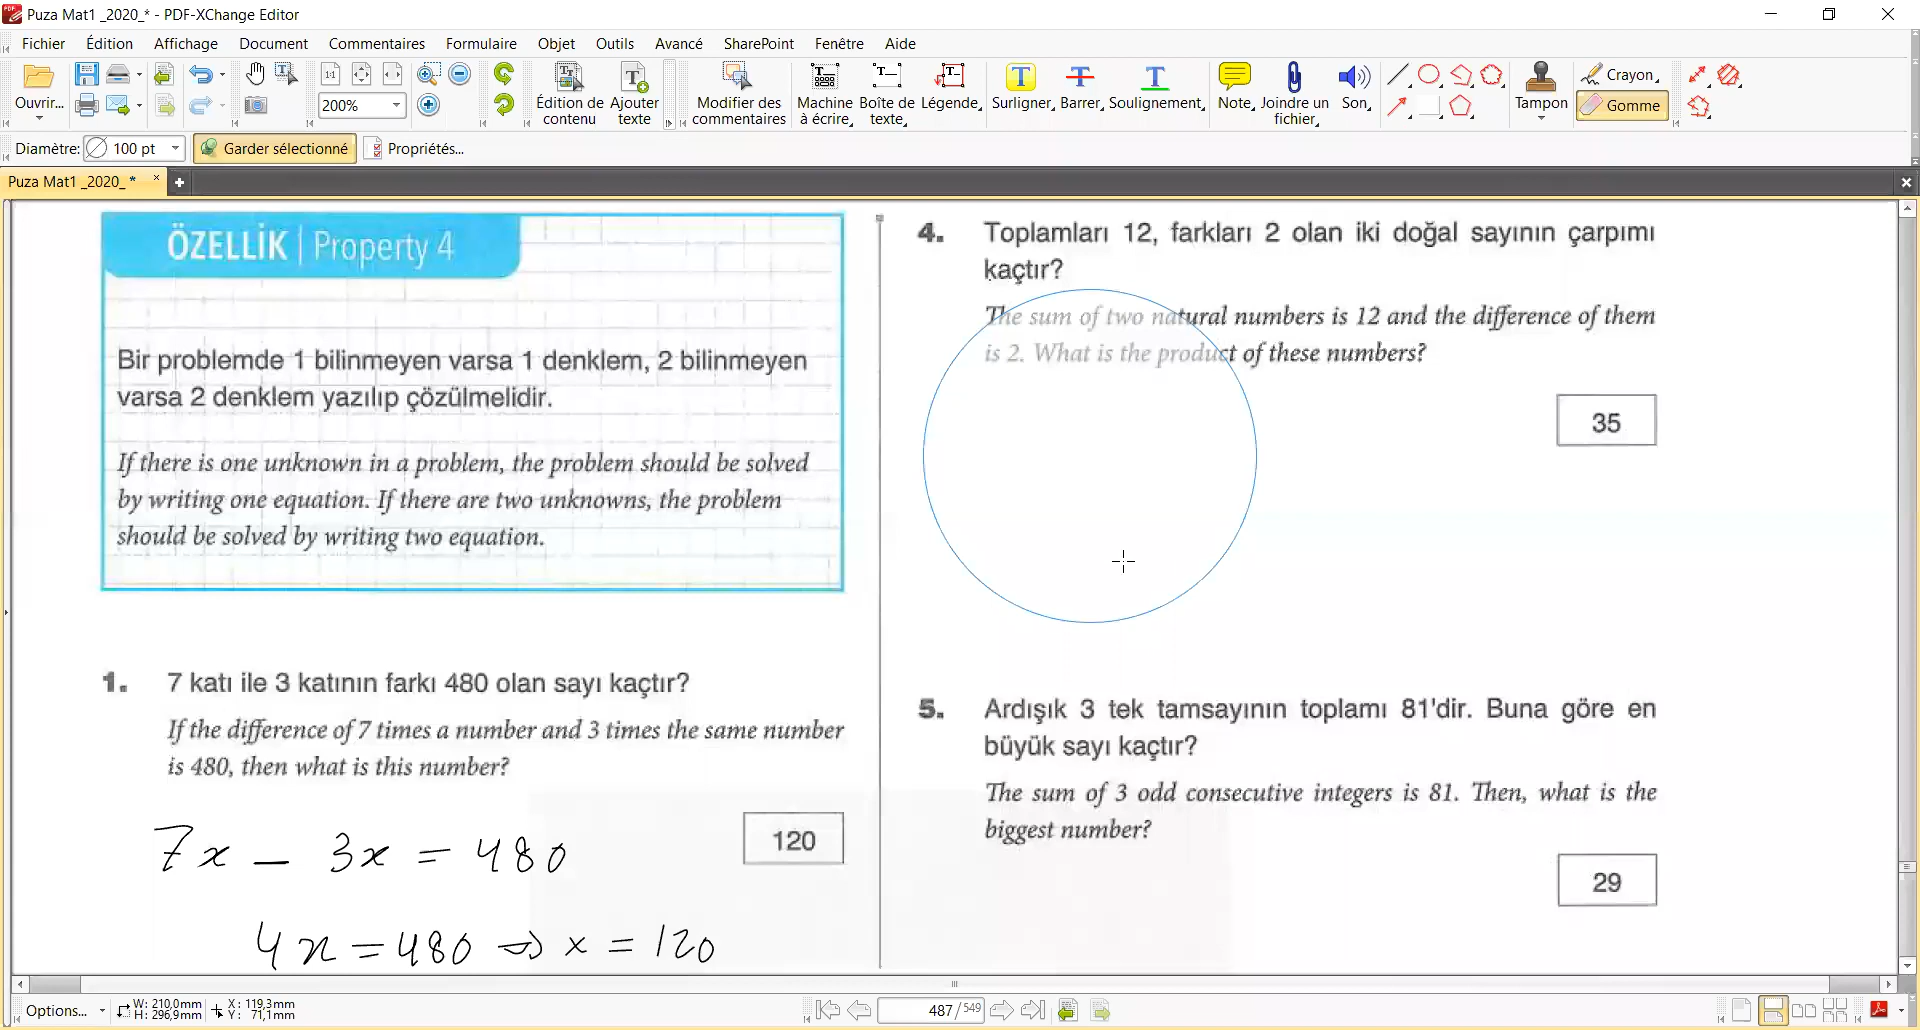 Puza Mat1 _2020_* - PDF-XChange Editor
Fichier Édition Affichage Document Commentaires Formulaire Objet Outils Avancé SharePoint Fenêtre Aide
Ouvrir... 200% Édition de contenu Ajouter texte Modifier des commentaires Machine à écrire Boîte de texte Légende Surligner Barrer Soulignement Note Joindre un fichier Son Tampon Crayon Gomme
Diamètre: 100 pt Garder sélectionné Propriétés...
Puza Mat1 _2020_ *
ÖZELLİK | Property 4
Bir problemde 1 bilinmeyen varsa 1 denklem, 2 bilinmeyen
varsa 2 denklem yazılıp çözülmelidir.
If there is one unknown in a problem, the problem should be solved
by writing one equation. If there are two unknowns, the problem
should be solved by writing two equation.
1. 7 katı ile 3 katının farkı 480 olan sayı kaçtır?
If the difference of 7 times a number and 3 times the same number
is 480, then what is this number?
120
7x - 3x = 480
4x = 480 ⇒ x = 120
4. Toplamları 12, farkları 2 olan iki doğal sayının çarpımı
kaçtır?
The sum of two natural numbers is 12 and the difference of them
is 2. What is the product of these numbers?
35
5. Ardışık 3 tek tamsayının toplamı 81'dir. Buna göre en
büyük sayı kaçtır?
The sum of 3 odd consecutive integers is 81. Then, what is the
biggest number?
29
Options... W: 210,0mm H: 296,9mm X: 119,3mm Y: 71,1mm 487 / 549